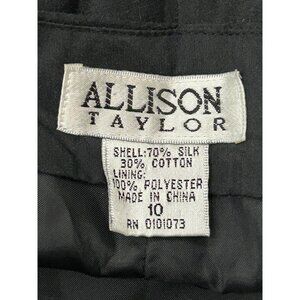 ALLISON
TAYLOR
SHELL:70% SILK
30% COTTON
LINING:
100% POLYESTER
MADE IN CHINA
10
RN 0101073